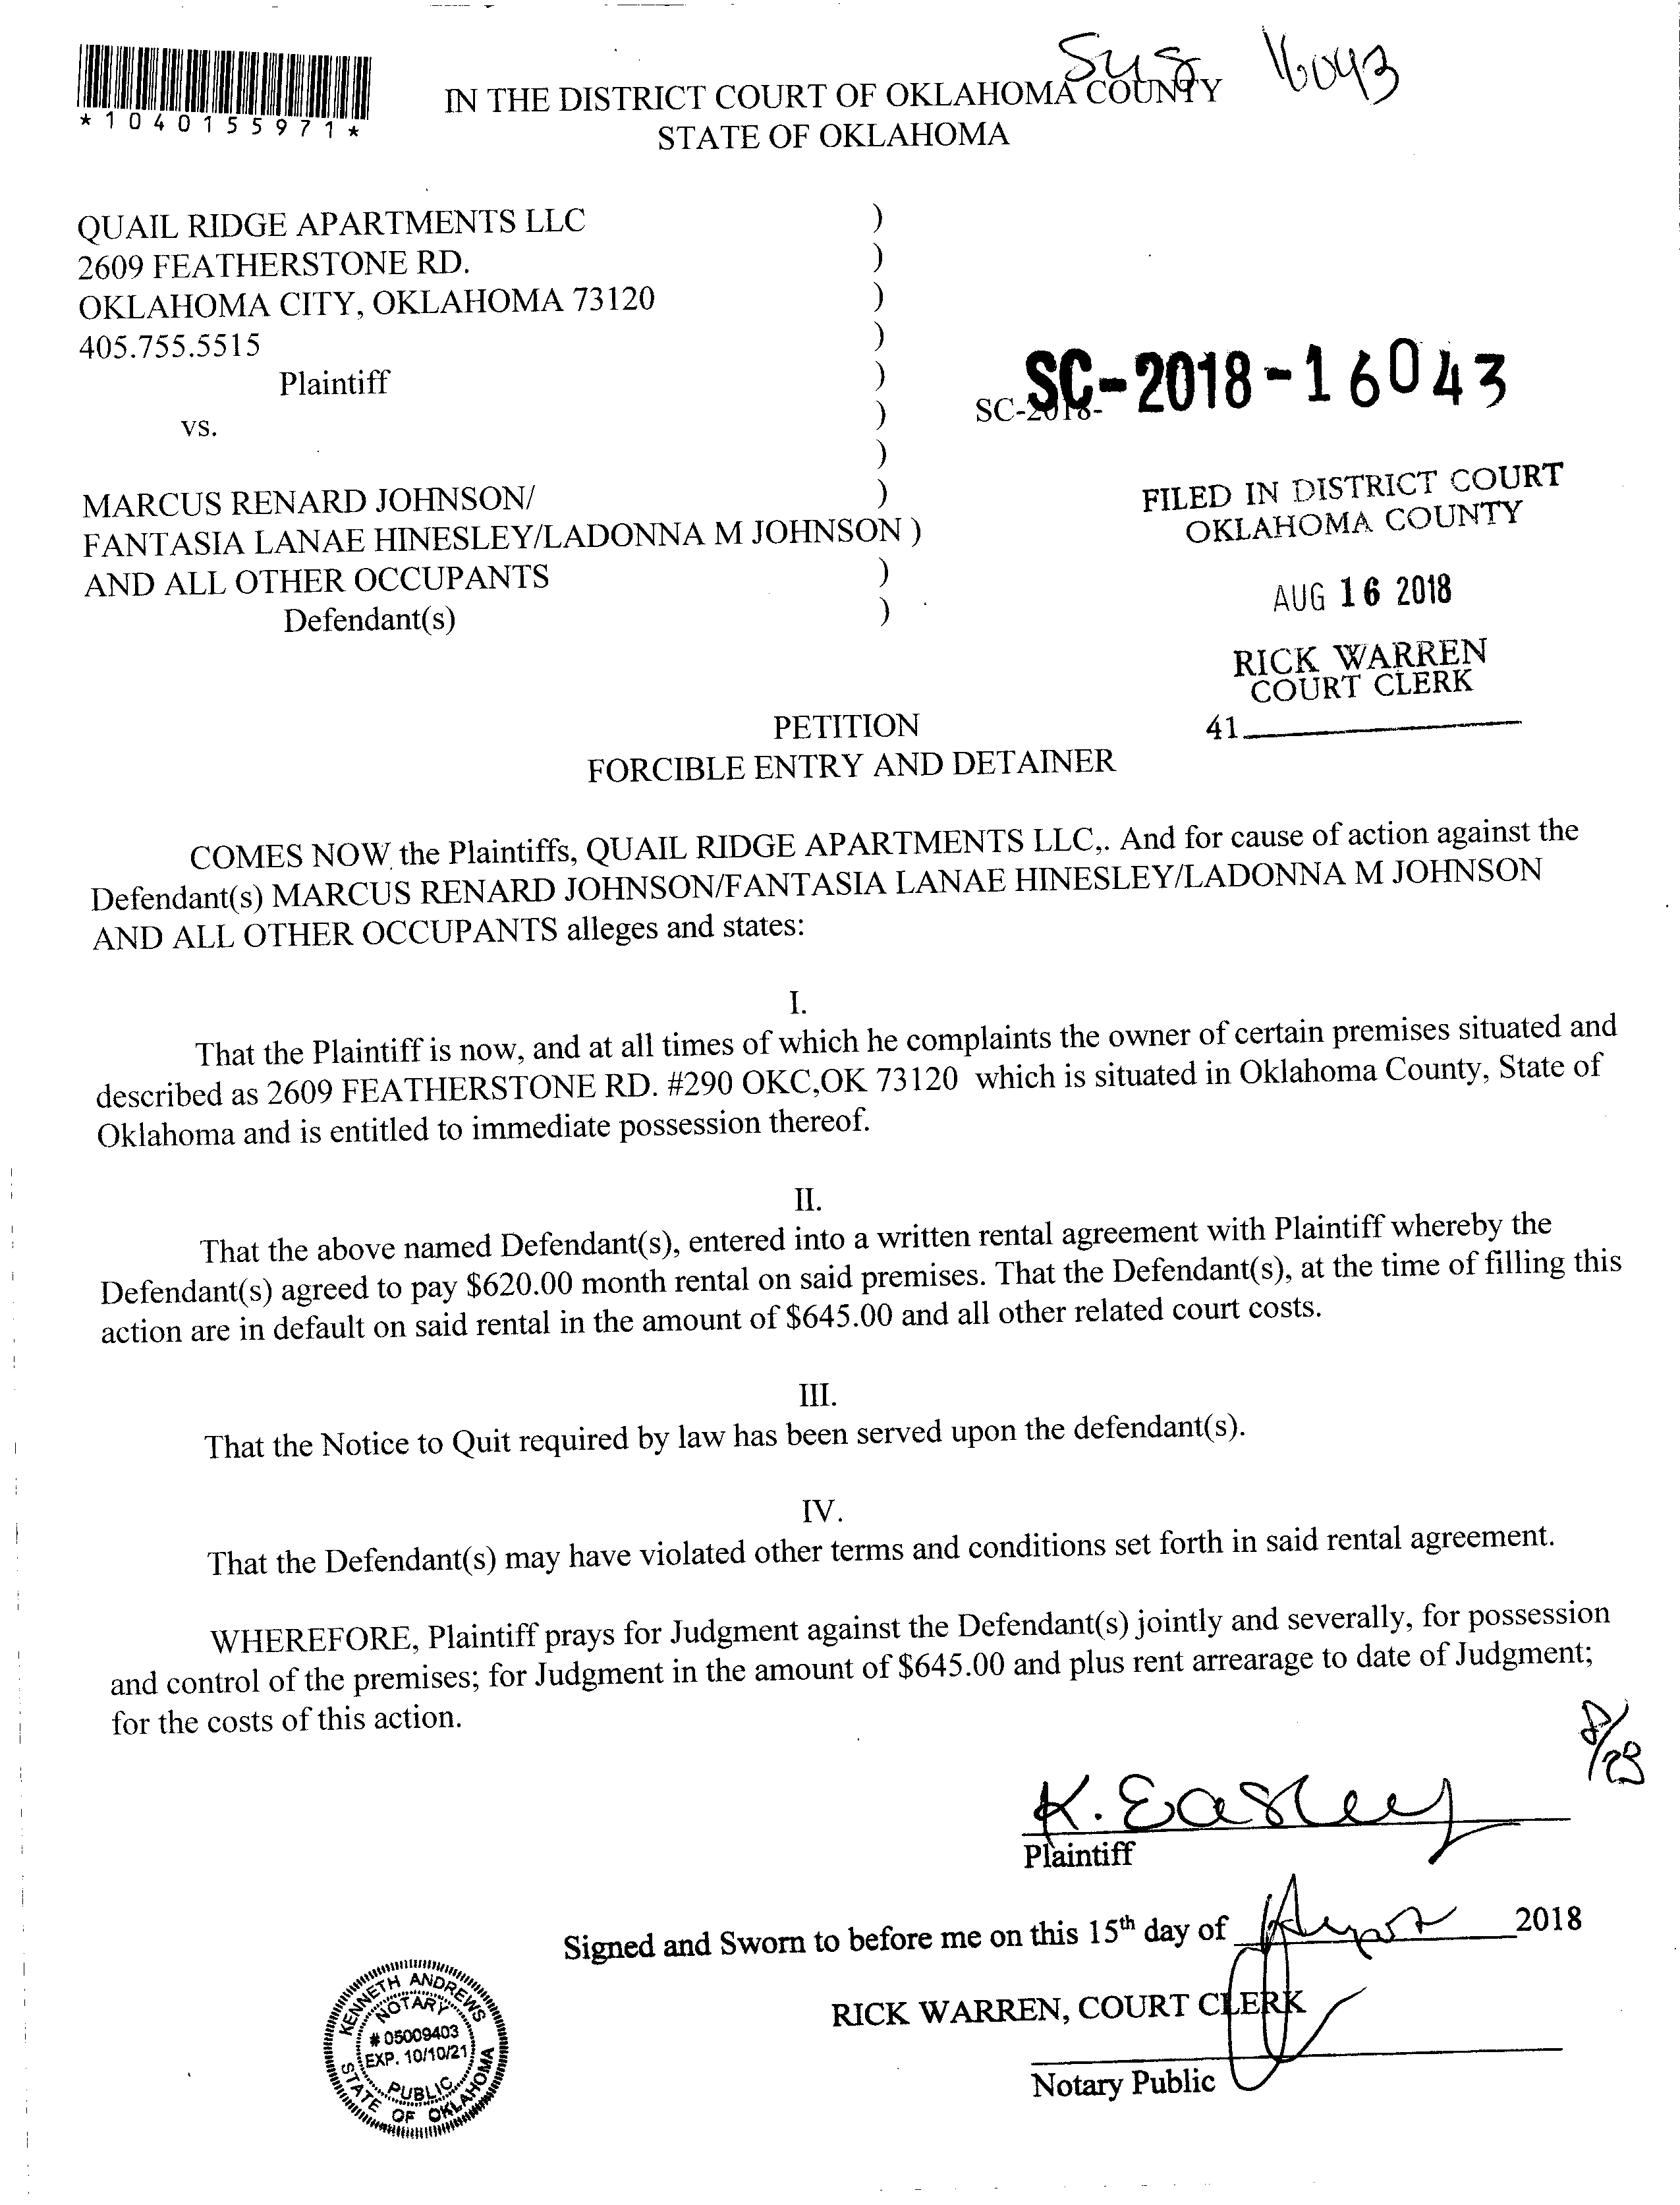 Sug 16043
*1040155971*
IN THE DISTRICT COURT OF OKLAHOMA COUNTY
STATE OF OKLAHOMA
QUAIL RIDGE APARTMENTS LLC )
2609 FEATHERSTONE RD. )
OKLAHOMA CITY, OKLAHOMA 73120 )
405.755.5515 )
Plaintiff )
vs. )
)
SC-2018-
SC-2018-16043
MARCUS RENARD JOHNSON/ )
FANTASIA LANAE HINESLEY/LADONNA M JOHNSON )
AND ALL OTHER OCCUPANTS )
Defendant(s) )
FILED IN DISTRICT COURT
OKLAHOMA COUNTY
AUG 16 2018
RICK WARREN
COURT CLERK
41
PETITION
FORCIBLE ENTRY AND DETAINER
COMES NOW the Plaintiffs, QUAIL RIDGE APARTMENTS LLC,. And for cause of action against the
Defendant(s) MARCUS RENARD JOHNSON/FANTASIA LANAE HINESLEY/LADONNA M JOHNSON
AND ALL OTHER OCCUPANTS alleges and states:
I.
That the Plaintiff is now, and at all times of which he complaints the owner of certain premises situated and
described as 2609 FEATHERSTONE RD. #290 OKC,OK 73120 which is situated in Oklahoma County, State of
Oklahoma and is entitled to immediate possession thereof.
II.
That the above named Defendant(s), entered into a written rental agreement with Plaintiff whereby the
Defendant(s) agreed to pay $620.00 month rental on said premises. That the Defendant(s), at the time of filling this
action are in default on said rental in the amount of $645.00 and all other related court costs.
III.
That the Notice to Quit required by law has been served upon the defendant(s).
IV.
That the Defendant(s) may have violated other terms and conditions set forth in said rental agreement.
WHEREFORE, Plaintiff prays for Judgment against the Defendant(s) jointly and severally, for possession
and control of the premises; for Judgment in the amount of $645.00 and plus rent arrearage to date of Judgment;
for the costs of this action.
K. Easley
Plaintiff
Signed and Sworn to before me on this 15th day of August 2018
RICK WARREN, COURT CLERK
Notary Public
KENNETH ANDREWS
NOTARY
# 05009403
EXP. 10/10/21
PUBLIC
STATE OF OKLAHOMA